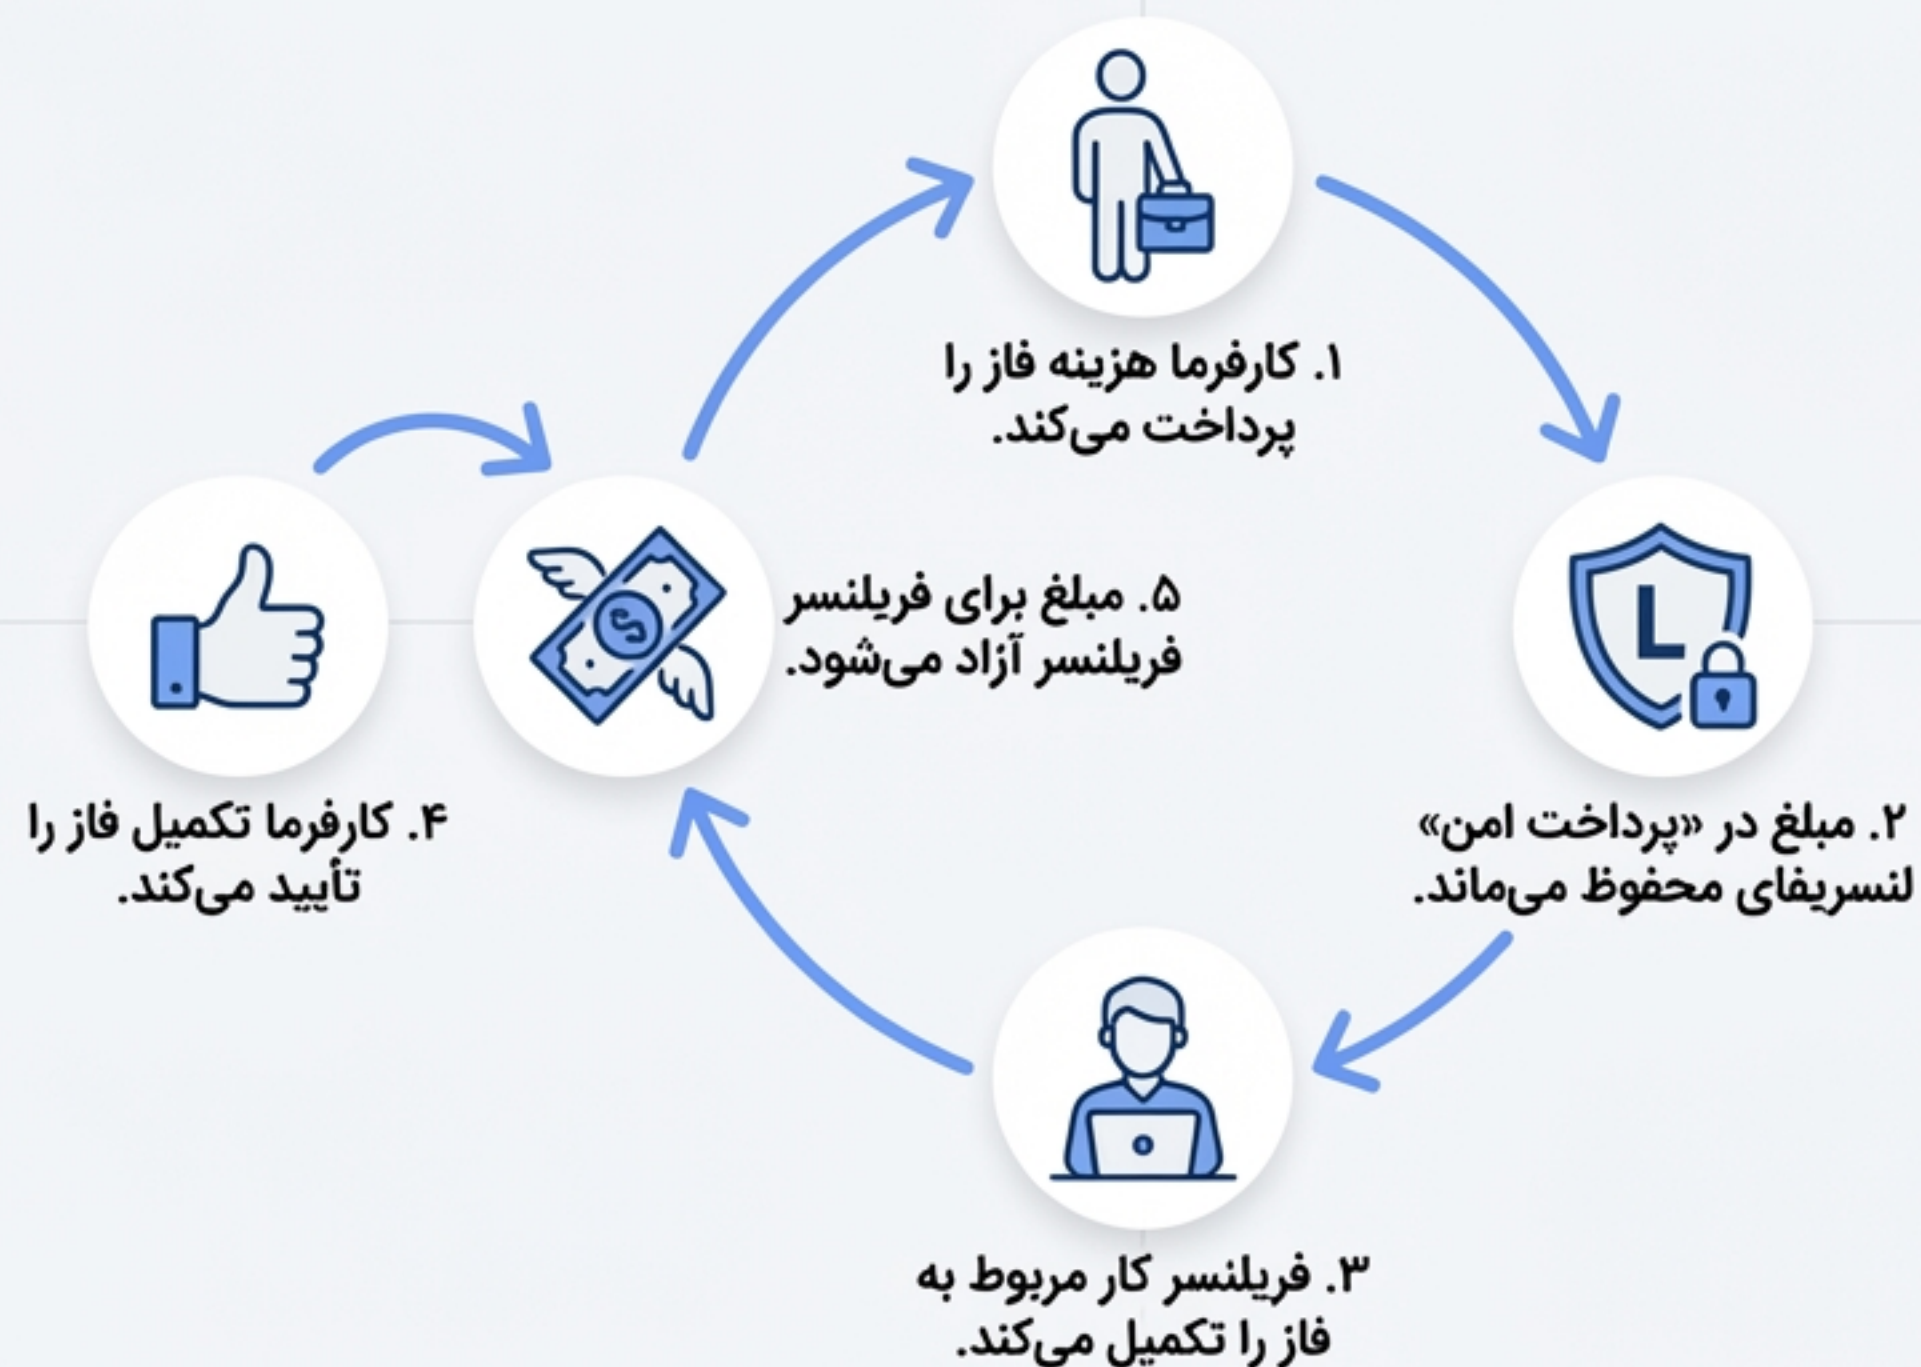 ۱. کارفرما هزینه فاز را
پرداخت می‌کند.
L
۲. مبلغ در «پرداخت امن»
لنسریفای محفوظ می‌ماند.
۳. فریلنسر کار مربوط به
فاز را تکمیل می‌کند.
۴. کارفرما تکمیل فاز را
تأیید می‌کند.
۵. مبلغ برای فریلنسر
فریلنسر آزاد می‌شود.